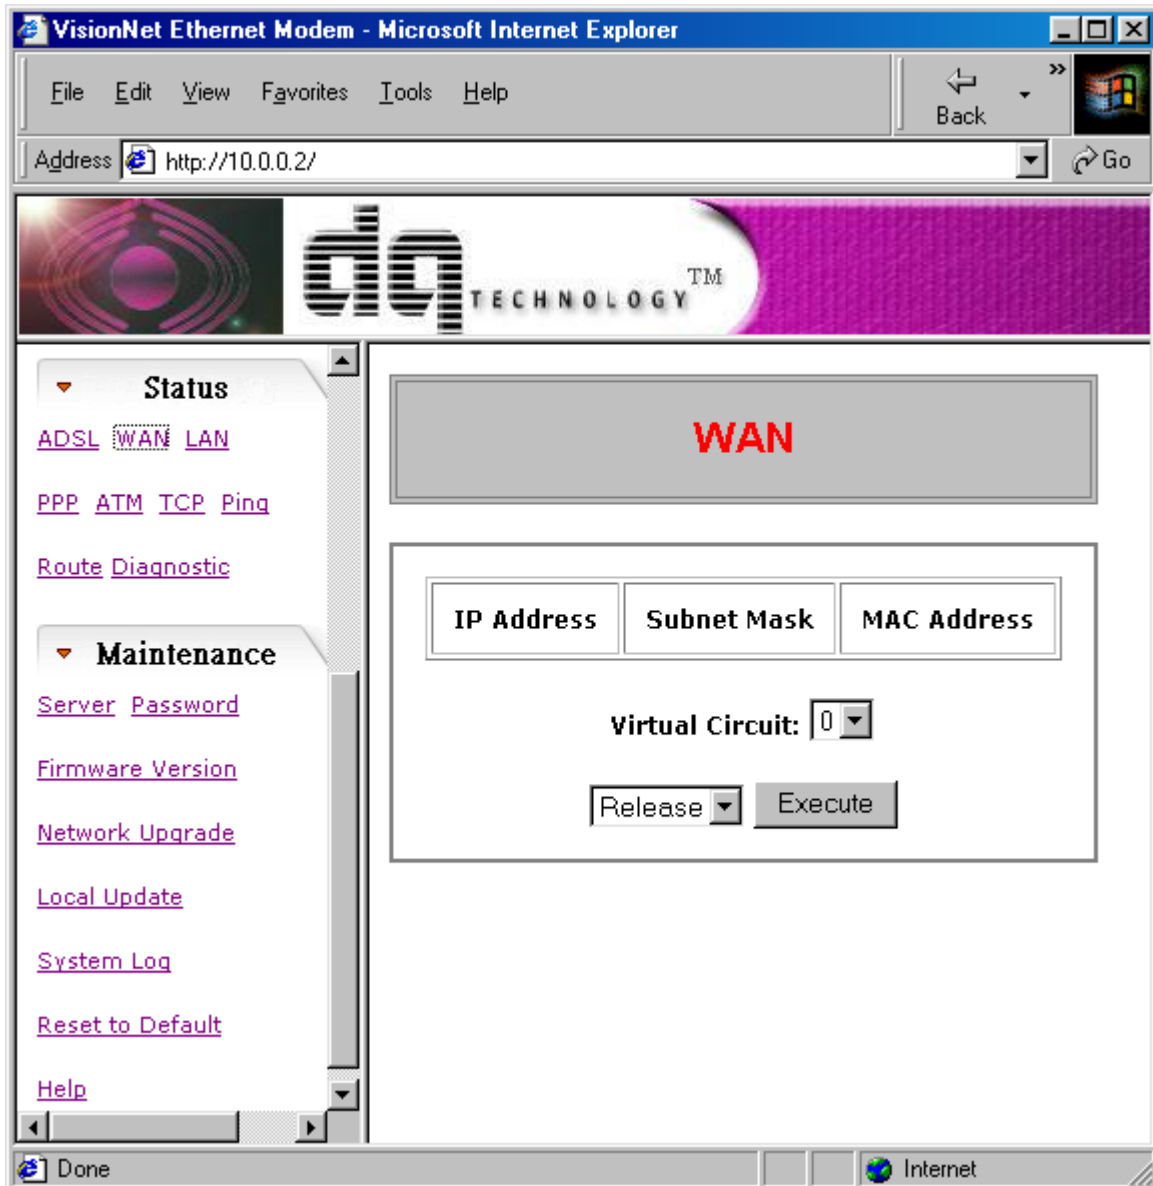 VisionNet Ethernet Modem - Microsoft Internet Explorer
File Edit View Favorites Tools Help
Back
»
Address http://10.0.0.2/ Go
dq TECHNOLOGY TM
Status
ADSL WAN LAN
PPP ATM TCP Ping
Route Diagnostic
Maintenance
Server Password
Firmware Version
Network Upgrade
Local Update
System Log
Reset to Default
Help
WAN
IP Address Subnet Mask MAC Address
Virtual Circuit: 0
Release Execute
Done Internet